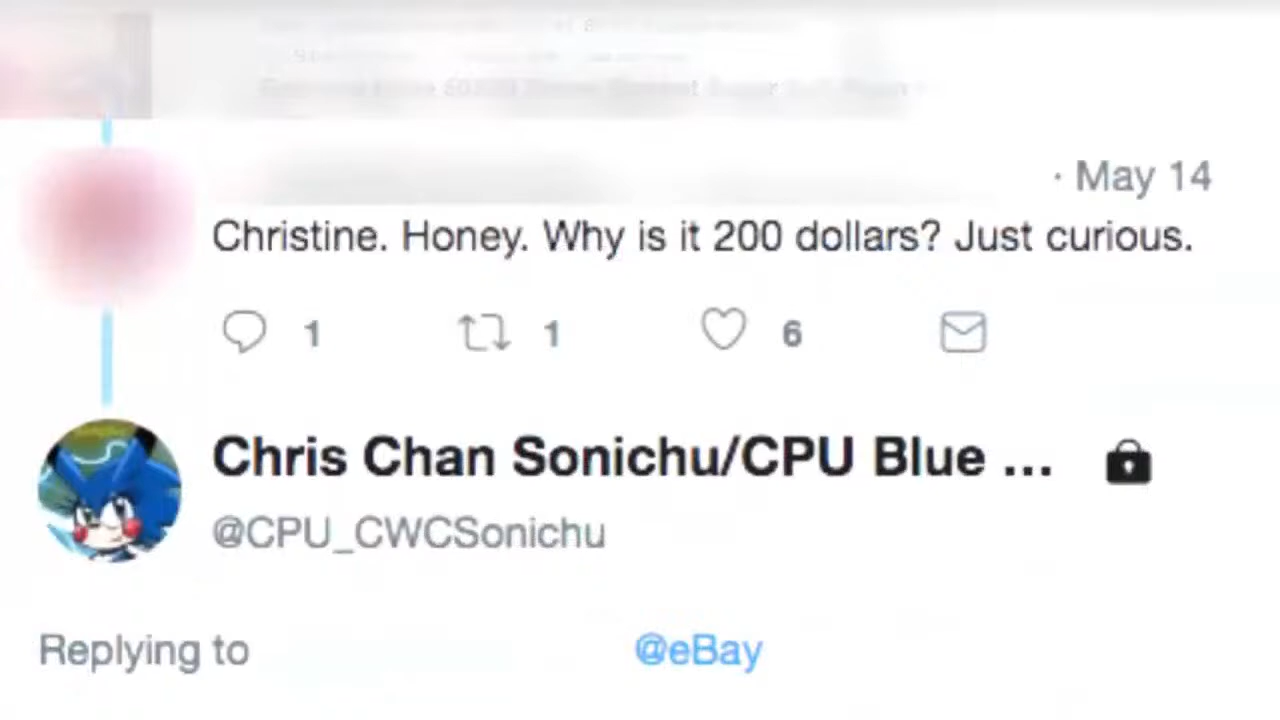 · May 14
Christine. Honey. Why is it 200 dollars? Just curious.
1 1 6
Chris Chan Sonichu/CPU Blue ...
@CPU_CWCSonichu
Replying to @eBay